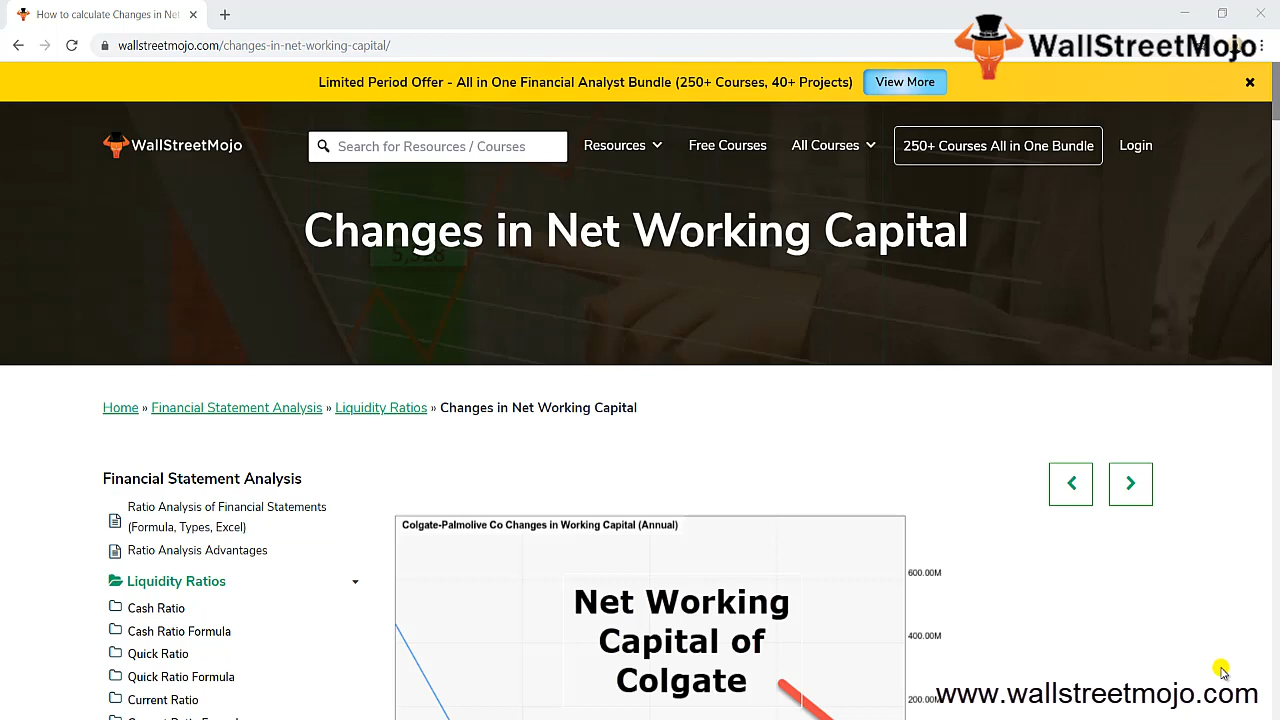 How to calculate Changes in Net
wallstreetmojo.com/changes-in-net-working-capital/
WallStreetMojo
Limited Period Offer - All in One Financial Analyst Bundle (250+ Courses, 40+ Projects)
View More
WallStreetMojo
Search for Resources / Courses
Resources
Free Courses
All Courses
250+ Courses All in One Bundle
Login
Changes in Net Working Capital
5,528
Home » Financial Statement Analysis » Liquidity Ratios » Changes in Net Working Capital
Financial Statement Analysis
Ratio Analysis of Financial Statements
(Formula, Types, Excel)
Ratio Analysis Advantages
Liquidity Ratios
Cash Ratio
Cash Ratio Formula
Quick Ratio
Quick Ratio Formula
Current Ratio
Current Ratio Formula
Colgate-Palmolive Co Changes in Working Capital (Annual)
600.00M
Net Working
Capital of
Colgate
400.00M
200.00M
www.wallstreetmojo.com